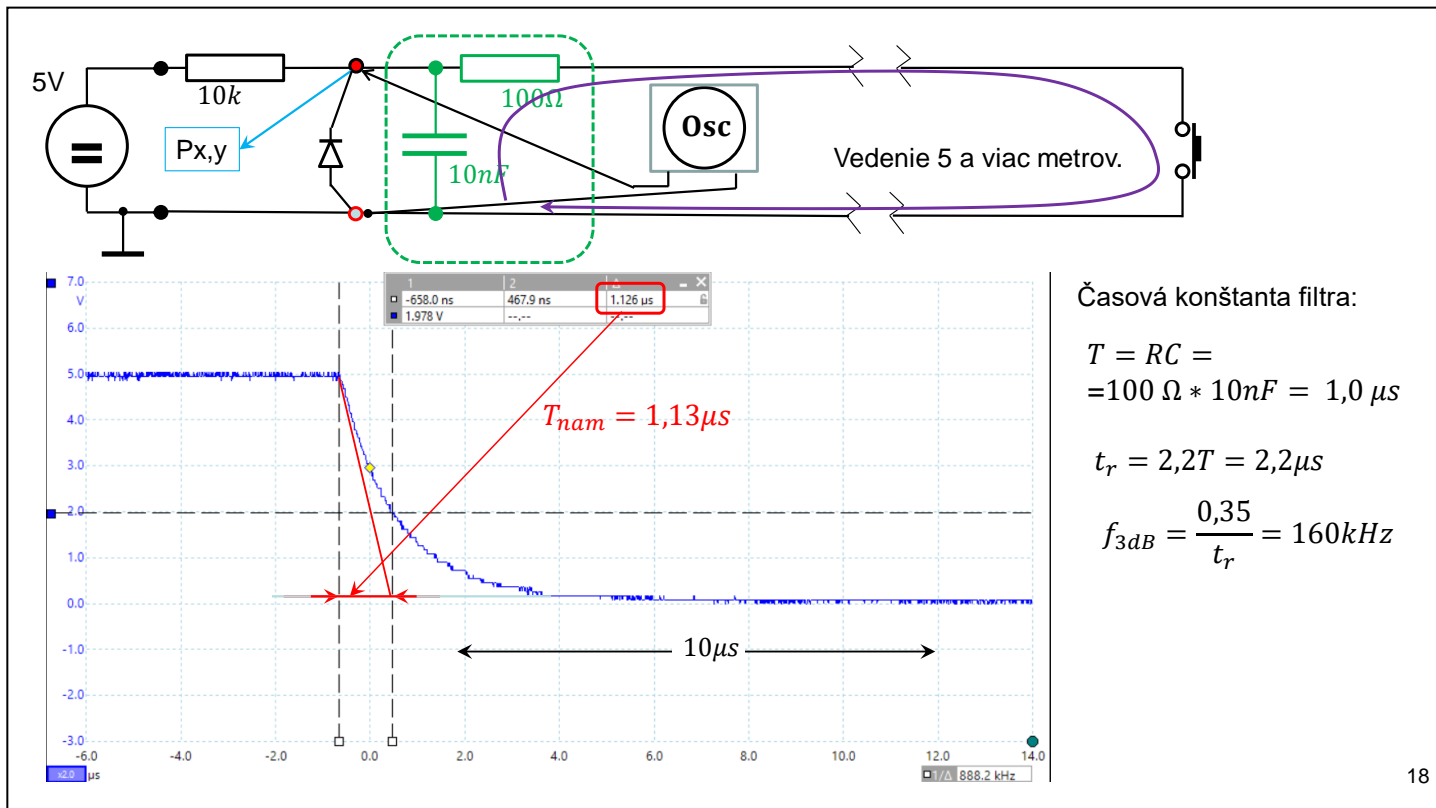 5V
10k
100Ω
Osc
Px,y
10nF
Vedenie 5 a viac metrov.
1 2 Δ
-658.0 ns 467.9 ns 1.126 µs
1.978 V --.-- --.--
7.0
V
6.0
5.0
4.0
3.0
2.0
1.0
0.0
-1.0
-2.0
-3.0
T_nam = 1,13μs
10μs
-6.0 -4.0 -2.0 0.0 2.0 4.0 6.0 8.0 10.0 12.0 14.0
x2.0 µs
1/Δ 888.2 kHz
Časová konštanta filtra:
T = RC =
=100 Ω * 10nF = 1,0 μs
t_r = 2,2T = 2,2μs
f_3dB = 0,35/t_r = 160kHz
18